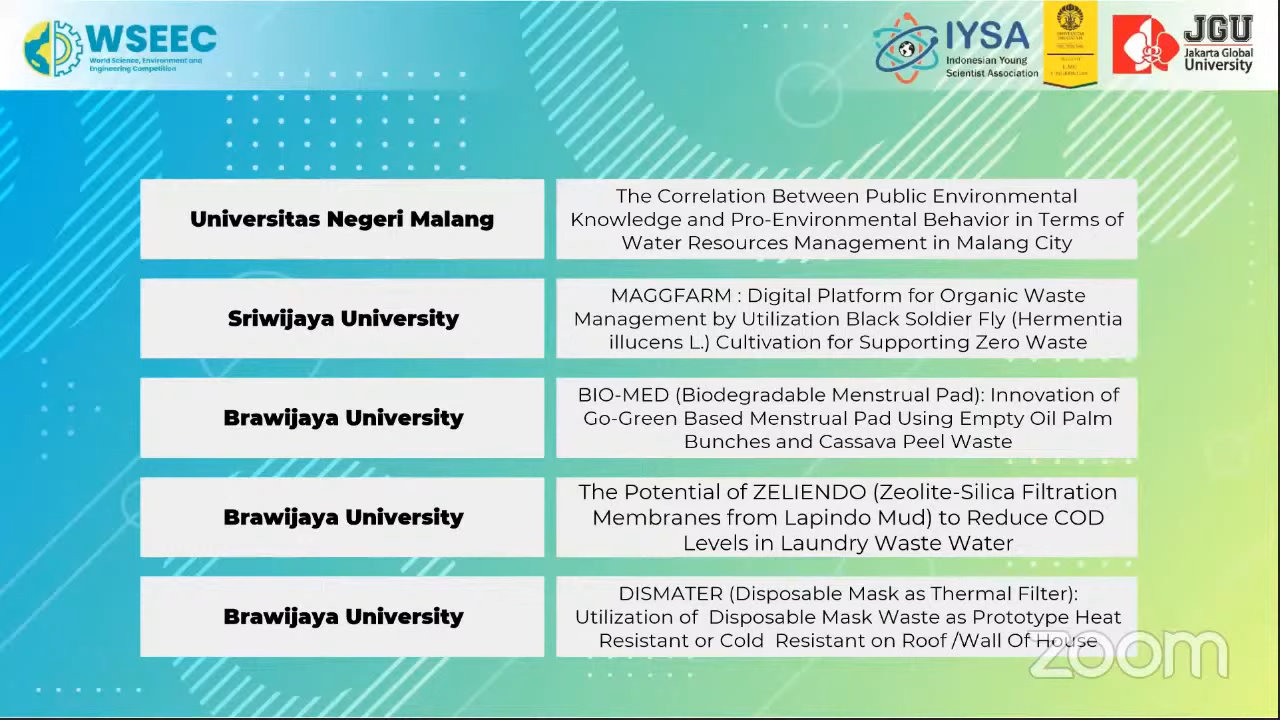 WSEEC
World Science, Environment and
Engineering Competition
IYSA
Indonesian Young
Scientist Association
JGU
Jakarta Global
University
Universitas Negeri Malang
The Correlation Between Public Environmental
Knowledge and Pro-Environmental Behavior in Terms of
Water Resources Management in Malang City
Sriwijaya University
MAGGFARM : Digital Platform for Organic Waste
Management by Utilization Black Soldier Fly (Hermentia
illucens L.) Cultivation for Supporting Zero Waste
Brawijaya University
BIO-MED (Biodegradable Menstrual Pad): Innovation of
Go-Green Based Menstrual Pad Using Empty Oil Palm
Bunches and Cassava Peel Waste
Brawijaya University
The Potential of ZELIENDO (Zeolite-Silica Filtration
Membranes from Lapindo Mud) to Reduce COD
Levels in Laundry Waste Water
Brawijaya University
DISMATER (Disposable Mask as Thermal Filter):
Utilization of Disposable Mask Waste as Prototype Heat
Resistant or Cold Resistant on Roof /Wall Of House
zoom